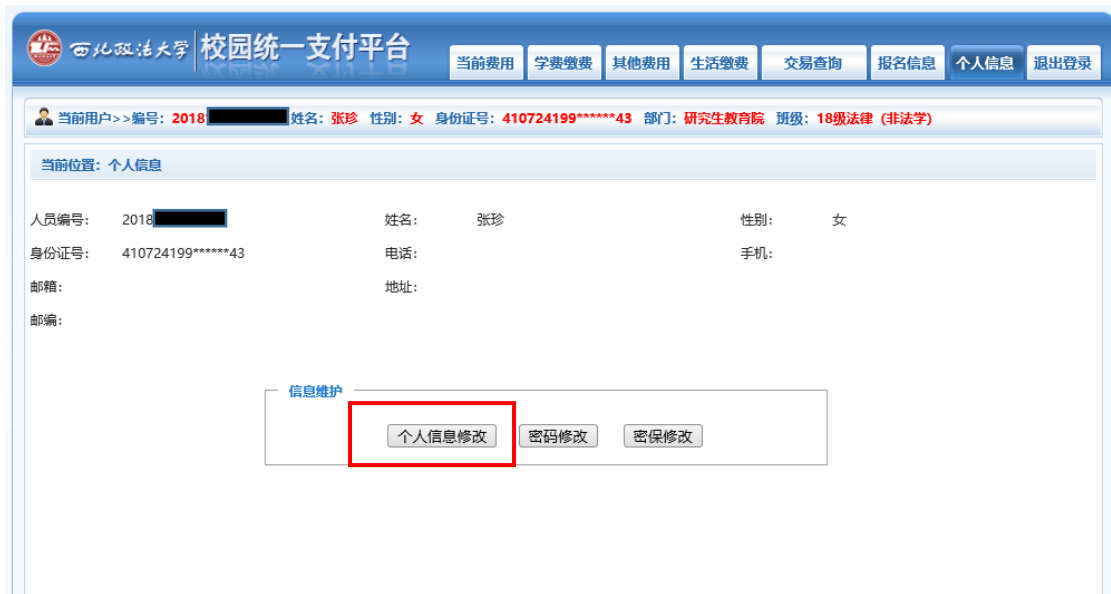 西北政法大学 校园统一支付平台
当前费用 学费缴费 其他费用 生活缴费 交易查询 报名信息 个人信息 退出登录
当前用户>>编号: 2018 姓名: 张珍 性别: 女 身份证号: 410724199******43 部门: 研究生教育院 班级: 18级法律 (非法学)
当前位置: 个人信息
人员编号: 2018 姓名: 张珍 性别: 女
身份证号: 410724199******43 电话: 手机:
邮箱: 地址:
邮编:
信息维护
个人信息修改 密码修改 密保修改